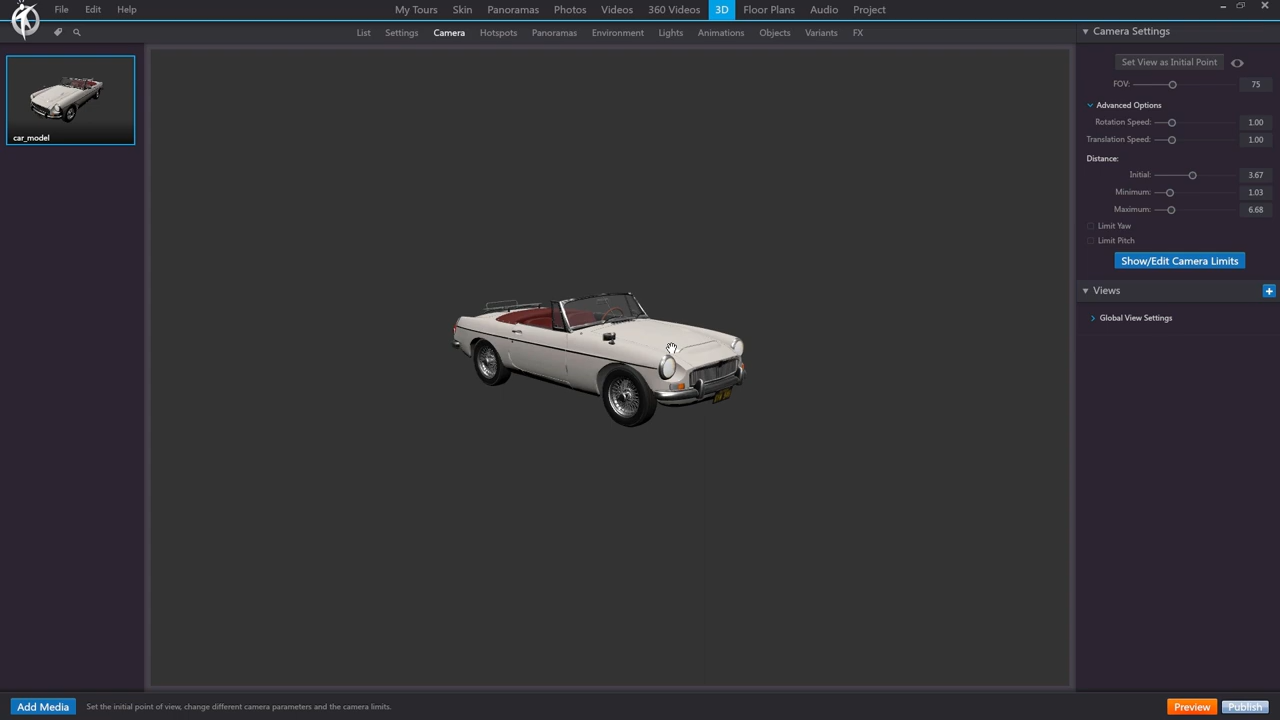 File Edit Help
My Tours Skin Panoramas Photos Videos 360 Videos 3D Floor Plans Audio Project
List Settings Camera Hotspots Panoramas Environment Lights Animations Objects Variants FX
car_model
Camera Settings
Set View as Initial Point
FOV: 75
Advanced Options
Rotation Speed: 1.00
Translation Speed: 1.00
Distance:
Initial: 3.67
Minimum: 1.03
Maximum: 6.68
Limit Yaw
Limit Pitch
Show/Edit Camera Limits
Views
Global View Settings
Add Media Set the initial point of view, change different camera parameters and the camera limits. Preview Publish